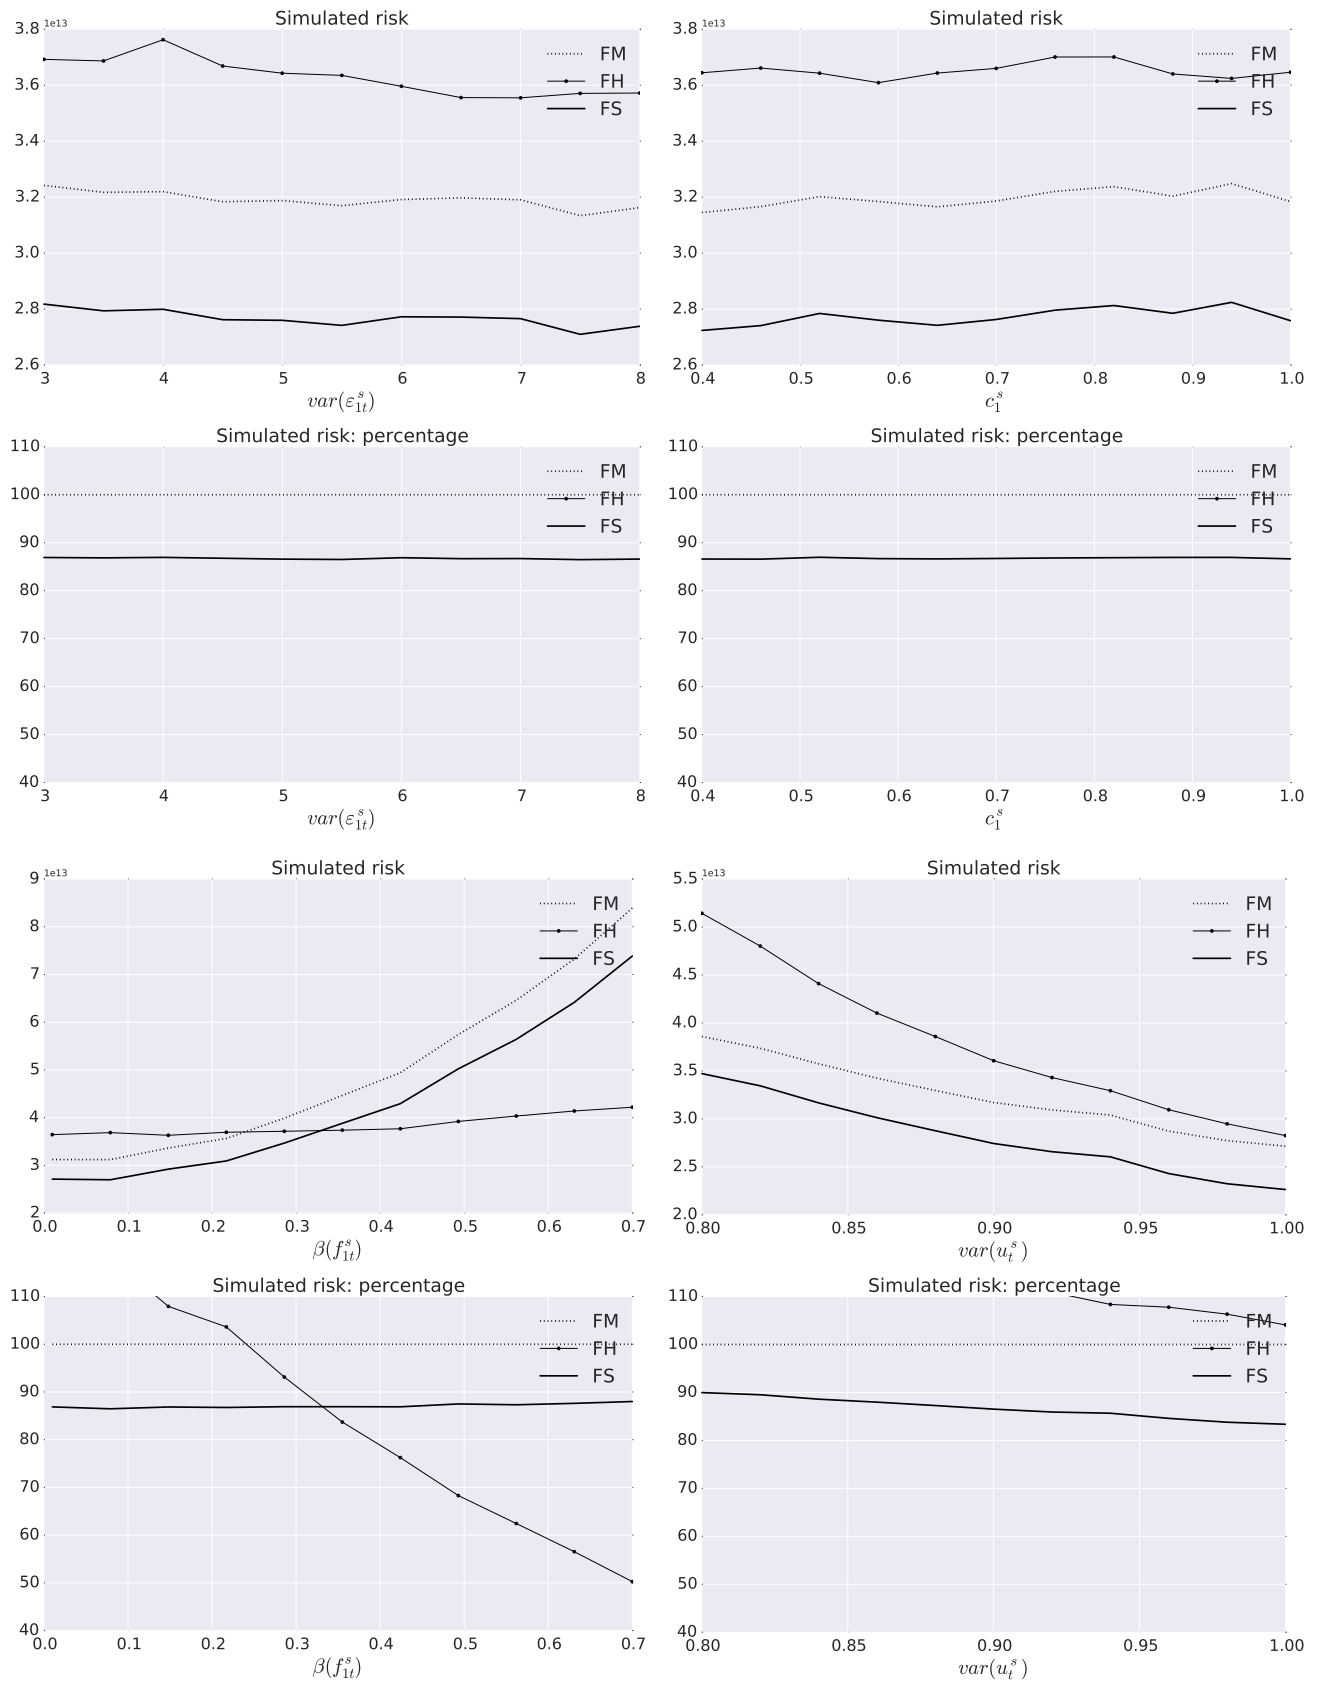 Simulated risk
1e13
3.8
3.6
3.4
3.2
3.0
2.8
2.6
FM
FH
FS
3 4 5 6 7 8
var(ε^s_{1t})
Simulated risk
1e13
3.8
3.6
3.4
3.2
3.0
2.8
2.6
FM
FH
FS
0.4 0.5 0.6 0.7 0.8 0.9 1.0
c^s_1
Simulated risk: percentage
110
100
90
80
70
60
50
40
FM
FH
FS
3 4 5 6 7 8
var(ε^s_{1t})
Simulated risk: percentage
110
100
90
80
70
60
50
40
FM
FH
FS
0.4 0.5 0.6 0.7 0.8 0.9 1.0
c^s_1
Simulated risk
1e13
9
8
7
6
5
4
3
2
FM
FH
FS
0.0 0.1 0.2 0.3 0.4 0.5 0.6 0.7
β(f^s_{1t})
Simulated risk
1e13
5.5
5.0
4.5
4.0
3.5
3.0
2.5
2.0
FM
FH
FS
0.80 0.85 0.90 0.95 1.00
var(u^s_t)
Simulated risk: percentage
110
100
90
80
70
60
50
40
FM
FH
FS
0.0 0.1 0.2 0.3 0.4 0.5 0.6 0.7
β(f^s_{1t})
Simulated risk: percentage
110
100
90
80
70
60
50
40
FM
FH
FS
0.80 0.85 0.90 0.95 1.00
var(u^s_t)